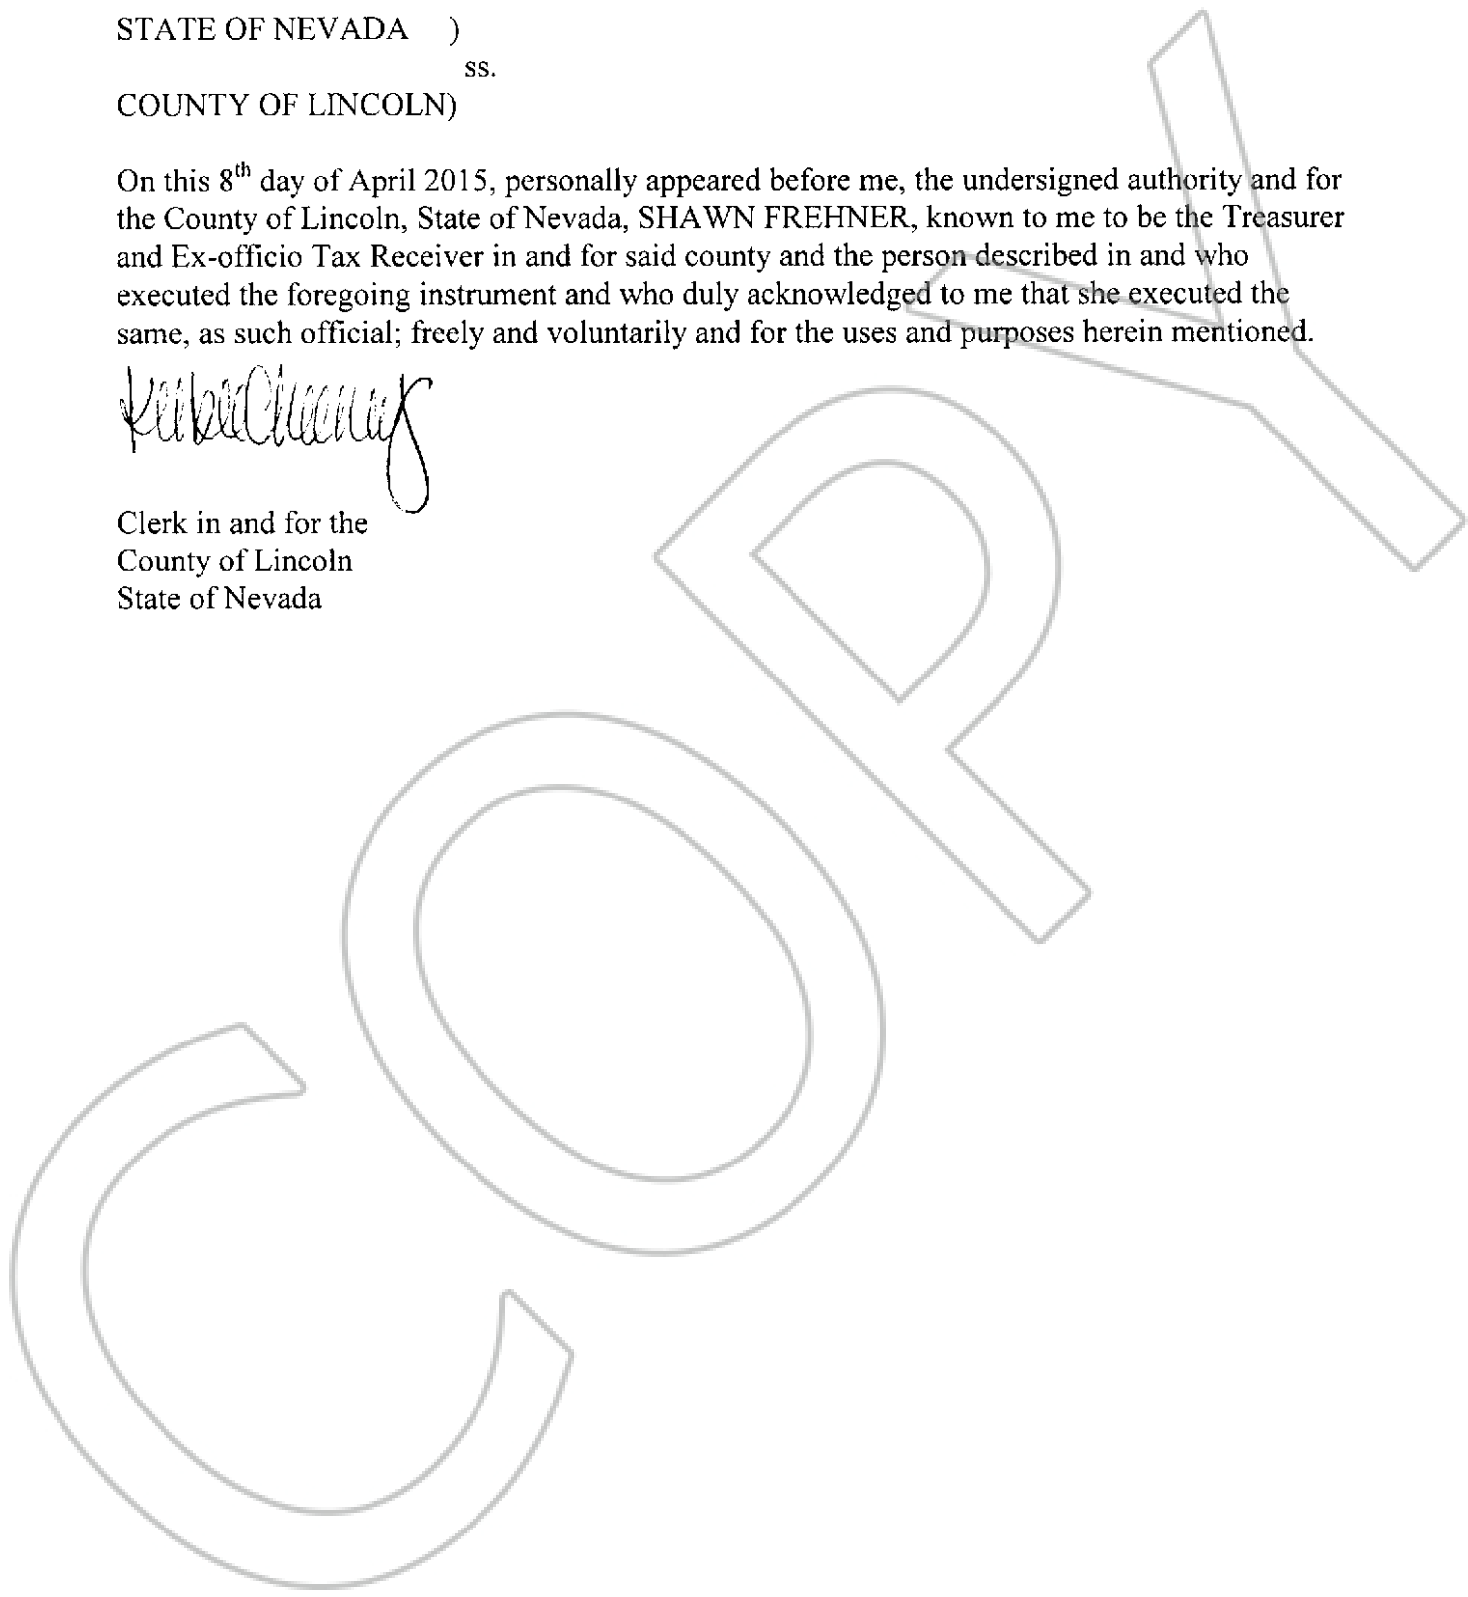 STATE OF NEVADA )
ss.
COUNTY OF LINCOLN)
On this 8th day of April 2015, personally appeared before me, the undersigned authority and for
the County of Lincoln, State of Nevada, SHAWN FREHNER, known to me to be the Treasurer
and Ex-officio Tax Receiver in and for said county and the person described in and who
executed the foregoing instrument and who duly acknowledged to me that she executed the
same, as such official; freely and voluntarily and for the uses and purposes herein mentioned.
Clerk in and for the
County of Lincoln
State of Nevada
COPY